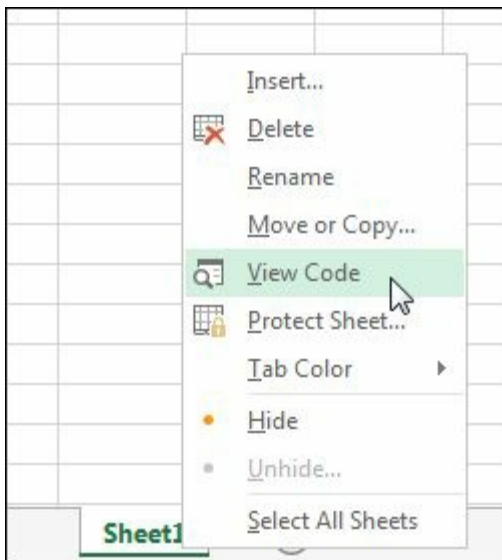 Insert...
Delete
Rename
Move or Copy...
View Code
Protect Sheet...
Tab Color
Hide
Unhide...
Select All Sheets
Sheet1